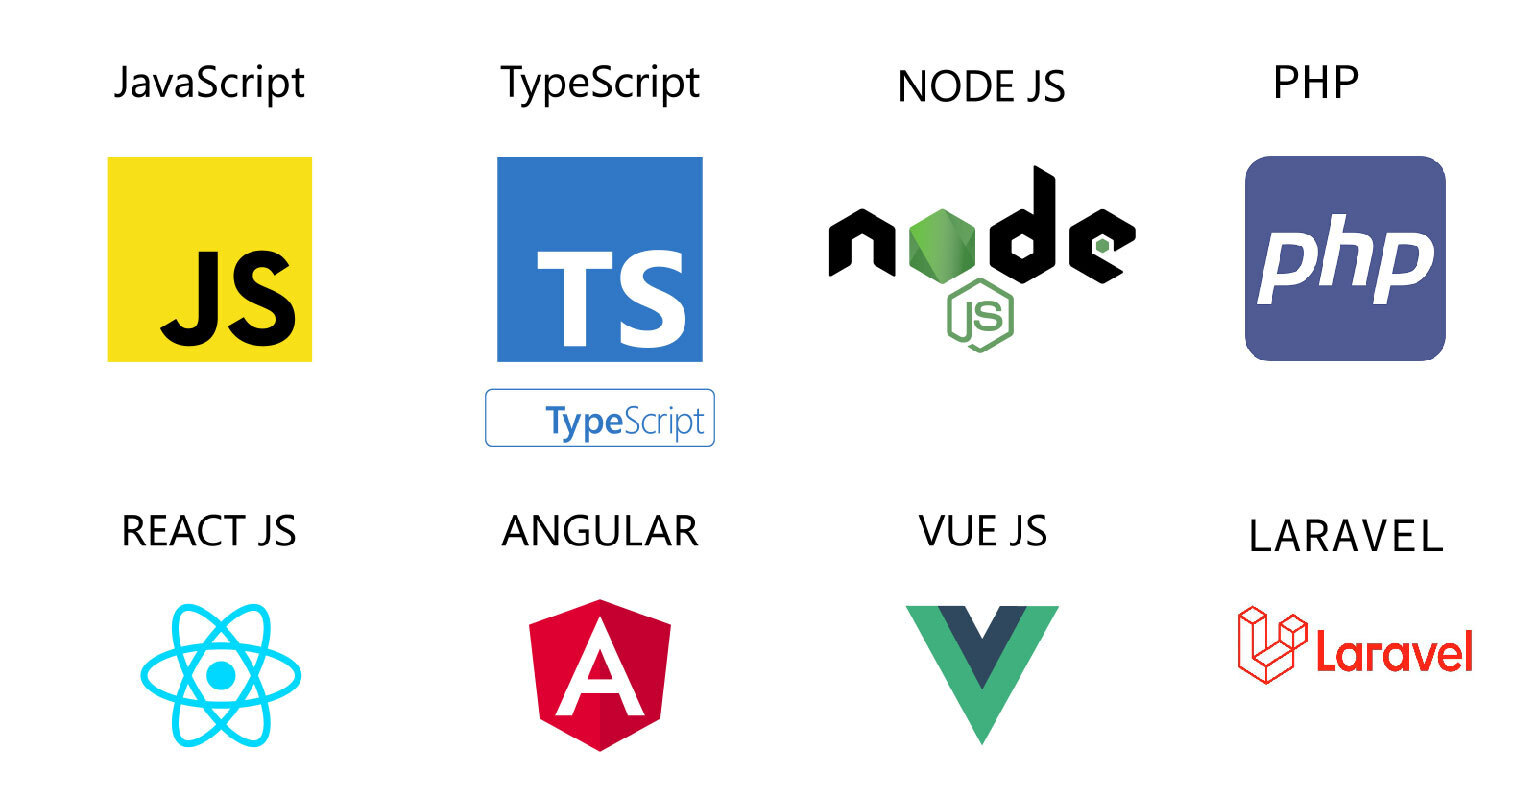 JavaScript
TypeScript
NODE JS
PHP
JS
TS
node
JS
php
TypeScript
REACT JS
ANGULAR
VUE JS
LARAVEL
A
Laravel